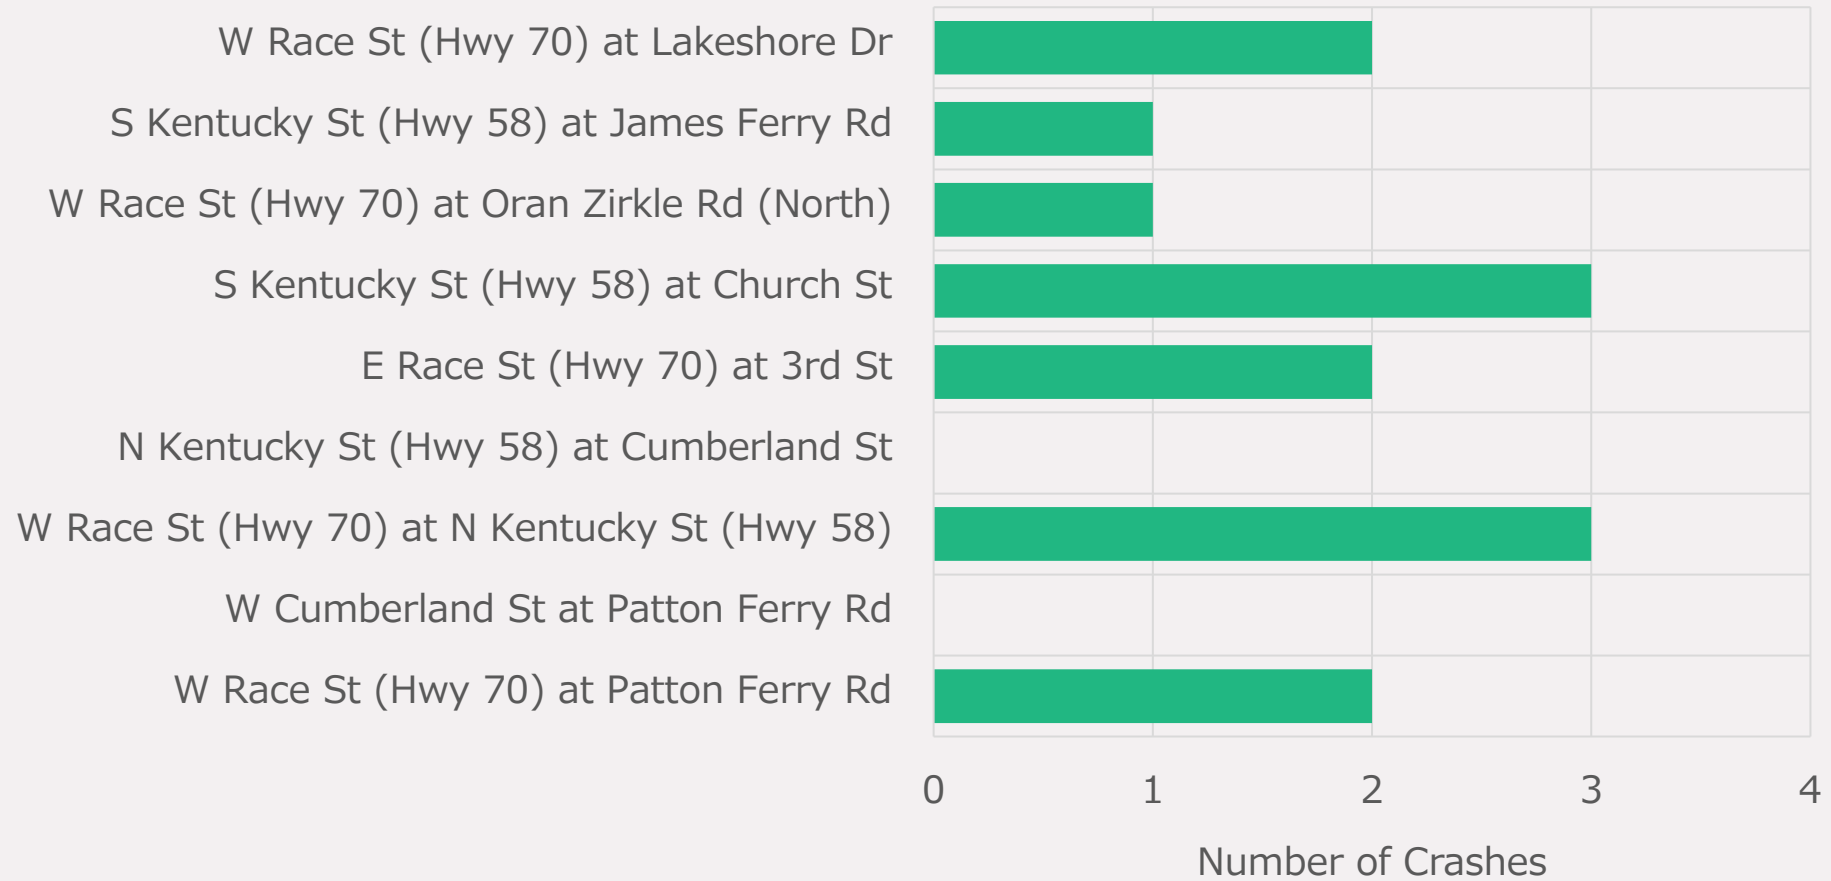 W Race St (Hwy 70) at Lakeshore Dr
S Kentucky St (Hwy 58) at James Ferry Rd
W Race St (Hwy 70) at Oran Zirkle Rd (North)
S Kentucky St (Hwy 58) at Church St
E Race St (Hwy 70) at 3rd St
N Kentucky St (Hwy 58) at Cumberland St
W Race St (Hwy 70) at N Kentucky St (Hwy 58)
W Cumberland St at Patton Ferry Rd
W Race St (Hwy 70) at Patton Ferry Rd
0 1 2 3 4
Number of Crashes